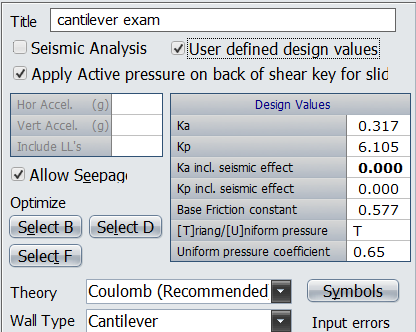 Title cantilever exam
Seismic Analysis User defined design values
Apply Active pressure on back of shear key for slid
Hor Accel. (g)
Vert Accel. (g)
Include LL's
Design Values
Ka 0.317
Kp 6.105
Ka incl. seismic effect 0.000
Kp incl. seismic effect 0.000
Base Friction constant 0.577
[T]riang/[U]niform pressure T
Uniform pressure coefficient 0.65
Allow Seepage
Optimize
Select B Select D
Select F
Theory Coulomb (Recommended Symbols
Wall Type Cantilever Input errors